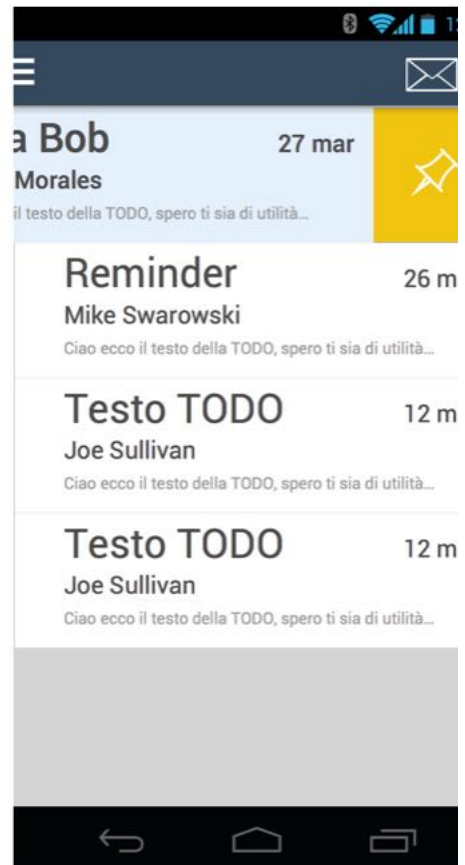 a Bob
27 mar
Morales
il testo della TODO, spero ti sia di utilità...
Reminder
26 m
Mike Swarowski
Ciao ecco il testo della TODO, spero ti sia di utilità...
Testo TODO
12 m
Joe Sullivan
Ciao ecco il testo della TODO, spero ti sia di utilità...
Testo TODO
12 m
Joe Sullivan
Ciao ecco il testo della TODO, spero ti sia di utilità...